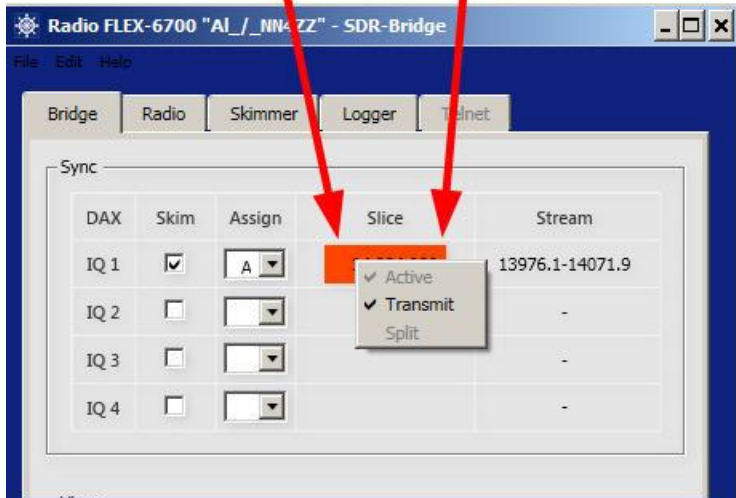 Radio FLEX-6700 "Al_/_NN4ZZ" - SDR-Bridge
File Edit Help
Bridge Radio Skimmer Logger Telnet
Sync
DAX Skim Assign Slice Stream
IQ 1 A 13976.1-14071.9
Active
IQ 2 Transmit -
Split
IQ 3 -
IQ 4 -